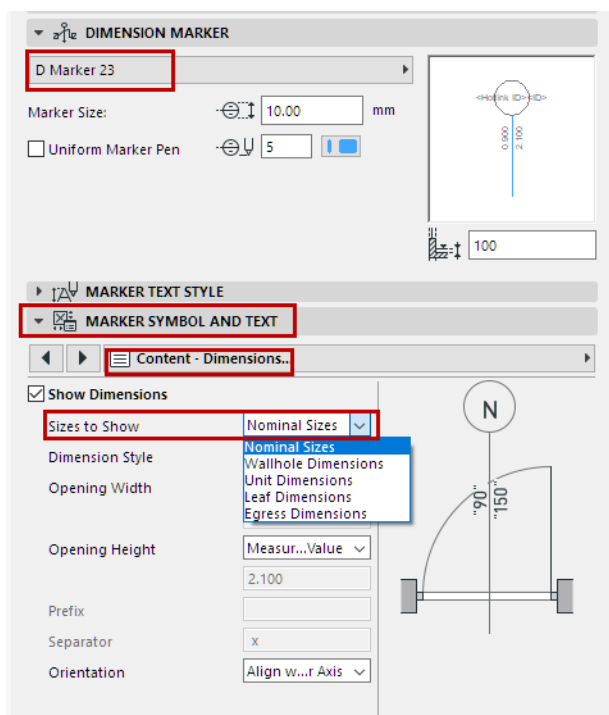 DIMENSION MARKER
D Marker 23
Marker Size:
10.00
mm
Uniform Marker Pen
5
<Hotlink ID><ID>
0.900
2.100
100
MARKER TEXT STYLE
MARKER SYMBOL AND TEXT
Content - Dimensions...
Show Dimensions
Sizes to Show
Nominal Sizes
Nominal Sizes
Wallhole Dimensions
Unit Dimensions
Leaf Dimensions
Egress Dimensions
Dimension Style
Opening Width
Opening Height
Measur...Value
2.100
Prefix
Separator
x
Orientation
Align w...r Axis
N
"90"
"150"